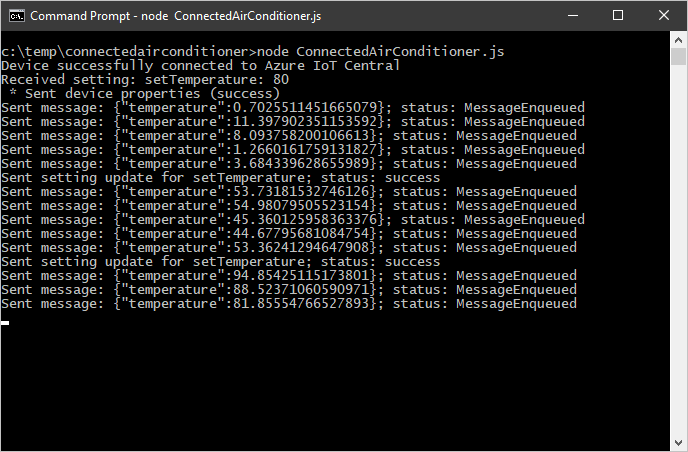 Command Prompt - node ConnectedAirConditioner.js
c:\temp\connectedairconditioner>node ConnectedAirConditioner.js
Device successfully connected to Azure IoT Central
Received setting: setTemperature: 80
 * Sent device properties (success)
Sent message: {"temperature":0.7025511451665079}; status: MessageEnqueued
Sent message: {"temperature":11.397902351153592}; status: MessageEnqueued
Sent message: {"temperature":8.093758200106613}; status: MessageEnqueued
Sent message: {"temperature":1.2660161759131827}; status: MessageEnqueued
Sent message: {"temperature":3.684339628655989}; status: MessageEnqueued
Sent setting update for setTemperature; status: success
Sent message: {"temperature":53.73181532746126}; status: MessageEnqueued
Sent message: {"temperature":54.98079505523154}; status: MessageEnqueued
Sent message: {"temperature":45.360125958363376}; status: MessageEnqueued
Sent message: {"temperature":44.67795681084754}; status: MessageEnqueued
Sent message: {"temperature":53.36241294647908}; status: MessageEnqueued
Sent setting update for setTemperature; status: success
Sent message: {"temperature":94.85425115173801}; status: MessageEnqueued
Sent message: {"temperature":88.52371060590971}; status: MessageEnqueued
Sent message: {"temperature":81.85554766527893}; status: MessageEnqueued